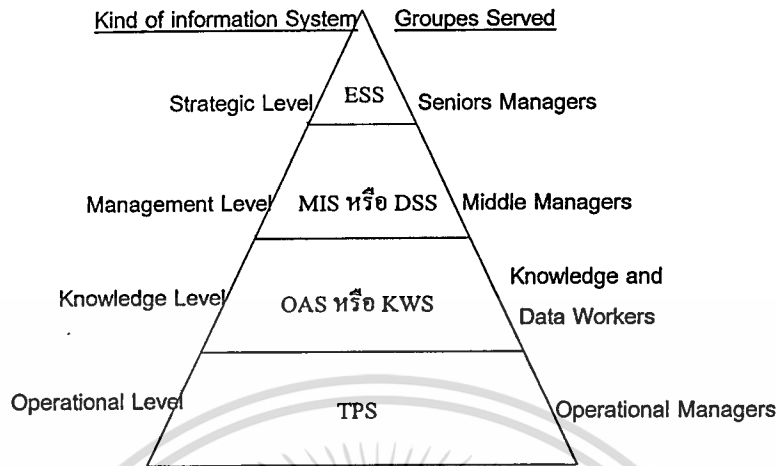 Kind of information System Groupes Served
ESS
Strategic Level Seniors Managers
Management Level MIS หรือ DSS Middle Managers
Knowledge and
Knowledge Level OAS หรือ KWS
Data Workers
Operational Level TPS Operational Managers